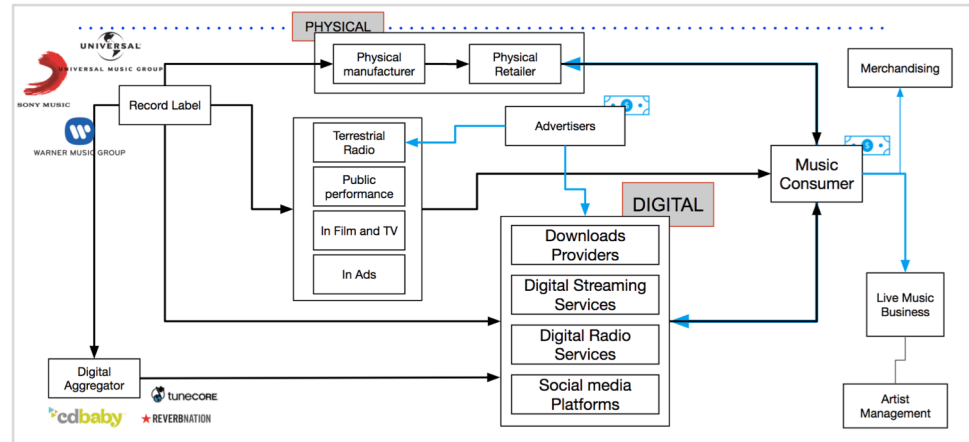 PHYSICAL
UNIVERSAL
UNIVERSAL MUSIC GROUP
SONY MUSIC
WARNER MUSIC GROUP
Record Label
Physical
manufacturer
Physical
Retailer
Merchandising
Advertisers
$
Terrestrial
Radio
Public
performance
In Film and TV
In Ads
$
Music
Consumer
DIGITAL
Downloads
Providers
Digital Streaming
Services
Digital Radio
Services
Social media
Platforms
Live Music
Business
Artist
Management
Digital
Aggregator
tunecore
cdbaby
REVERBNATION